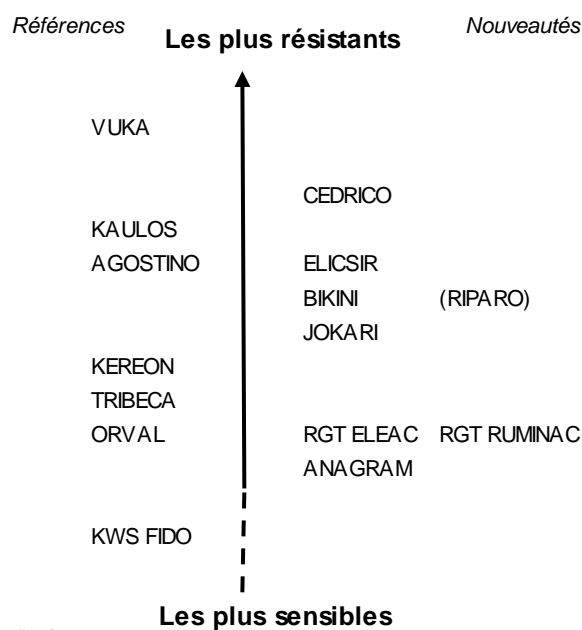 Références Les plus résistants Nouveautés
VUKA
CEDRICO
KAULOS
AGOSTINO ELICSIR
BIKINI (RIPARO)
JOKARI
KEREON
TRIBECA
ORVAL RGT ELEAC RGT RUMINAC
ANAGRAM
KWS FIDO
Les plus sensibles